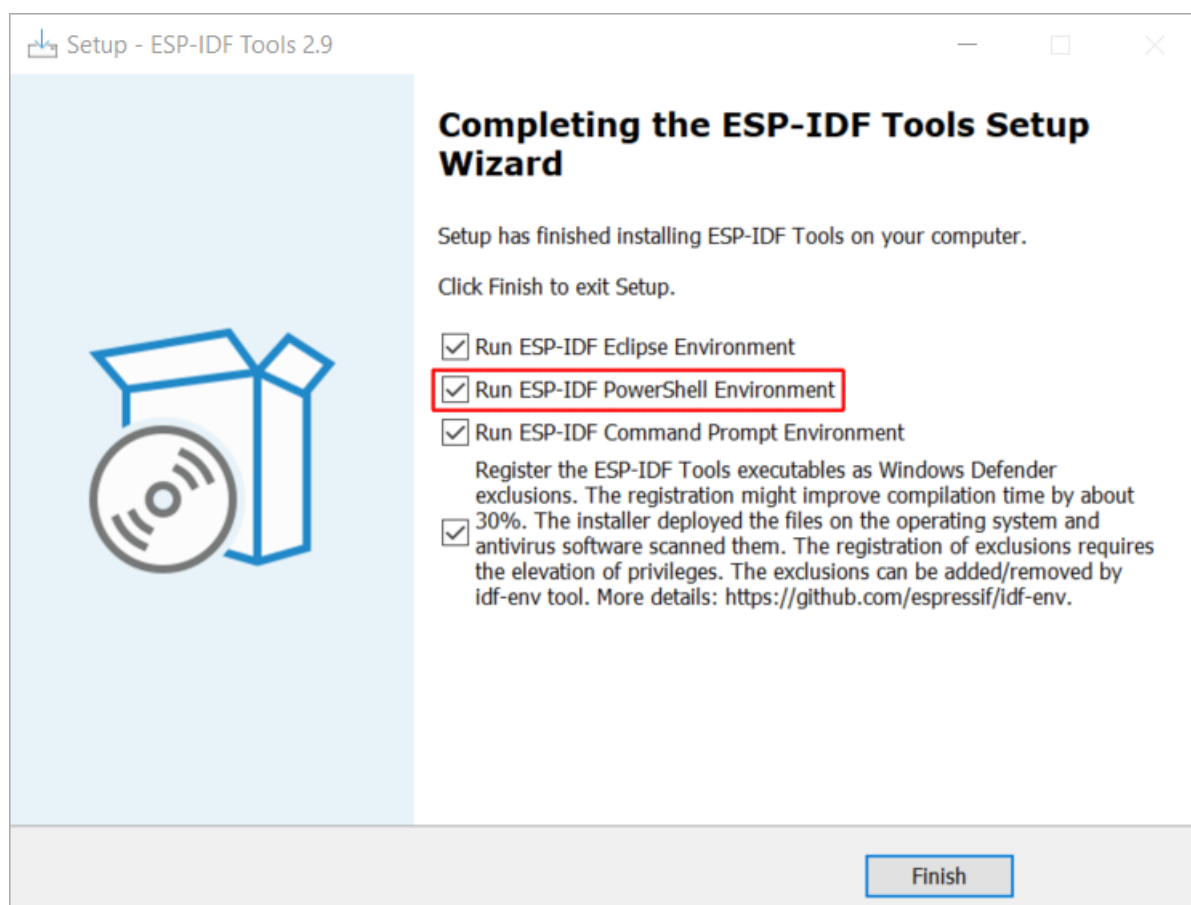 Setup - ESP-IDF Tools 2.9
Completing the ESP-IDF Tools Setup
Wizard
Setup has finished installing ESP-IDF Tools on your computer.
Click Finish to exit Setup.
Run ESP-IDF Eclipse Environment
Run ESP-IDF PowerShell Environment
Run ESP-IDF Command Prompt Environment
Register the ESP-IDF Tools executables as Windows Defender
exclusions. The registration might improve compilation time by about
30%. The installer deployed the files on the operating system and
antivirus software scanned them. The registration of exclusions requires
the elevation of privileges. The exclusions can be added/removed by
idf-env tool. More details: https://github.com/espressif/idf-env.
Finish